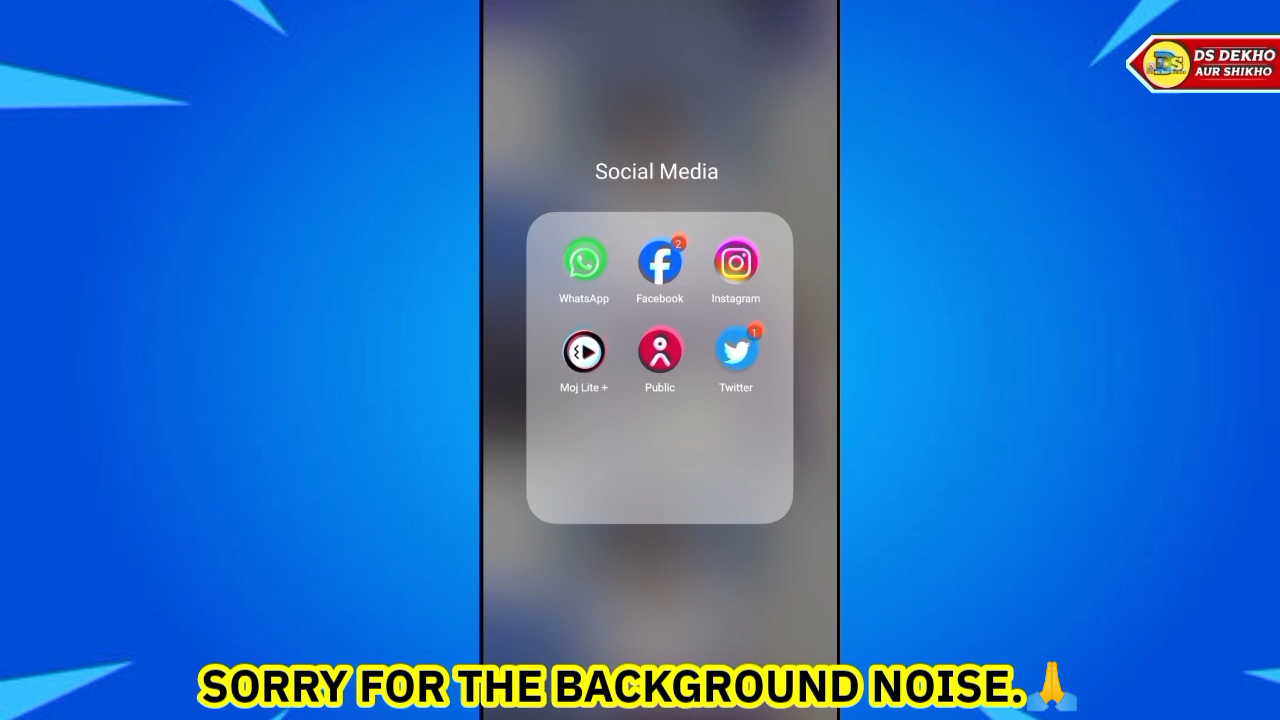 DS DEKHO
AUR SHIKHO
Social Media
2
WhatsApp Facebook Instagram
1
Moj Lite + Public Twitter
SORRY FOR THE BACKGROUND NOISE.🙏